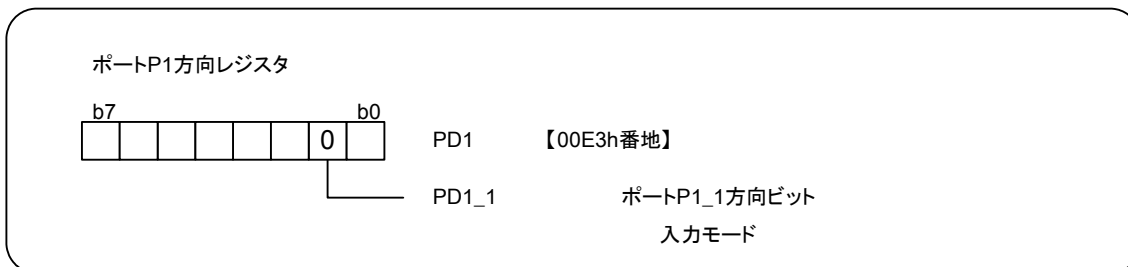 ポートP1方向レジスタ
b7 b0
0 PD1 【00E3h番地】
PD1_1 ポートP1_1方向ビット
入力モード